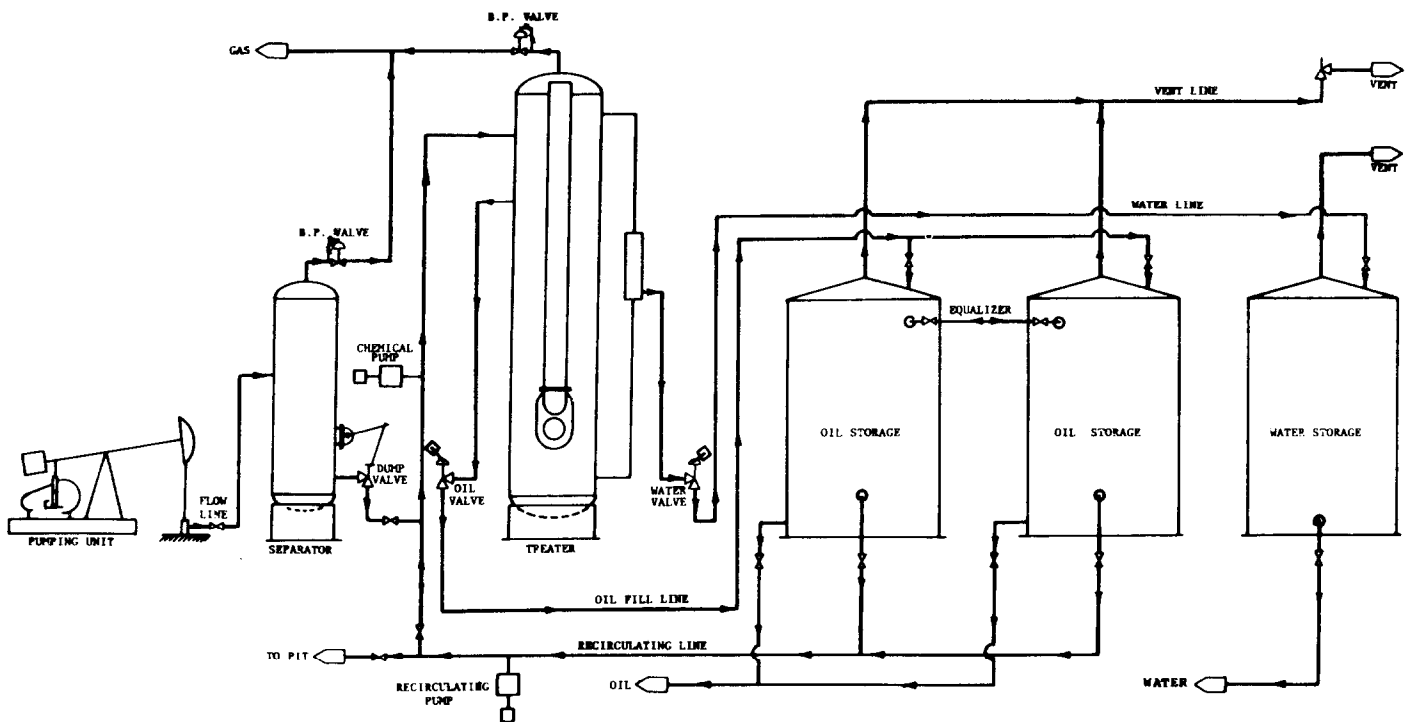 B.P. VALVE
GAS
VENT LINE
VENT
VENT
WATER LINE
B.P. VALVE
EQUALIZER
CHEMICAL
PUMP
OIL STORAGE
OIL STORAGE
WATER STORAGE
DUMP
VALVE
OIL
VALVE
WATER
VALVE
FLOW
LINE
PUMPING UNIT
SEPARATOR
TPEATER
OIL FILL LINE
RECIRCULATING LINE
TO PIT
RECIRCULATING
PUMP
OIL
WATER